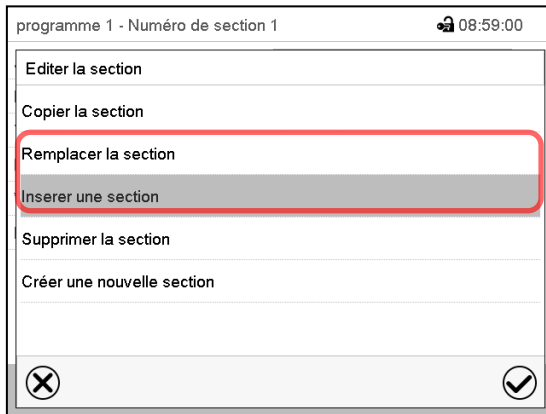 programme 1 - Numéro de section 1 08:59:00
Editer la section
Copier la section
Remplacer la section
Inserer une section
Supprimer la section
Créer une nouvelle section